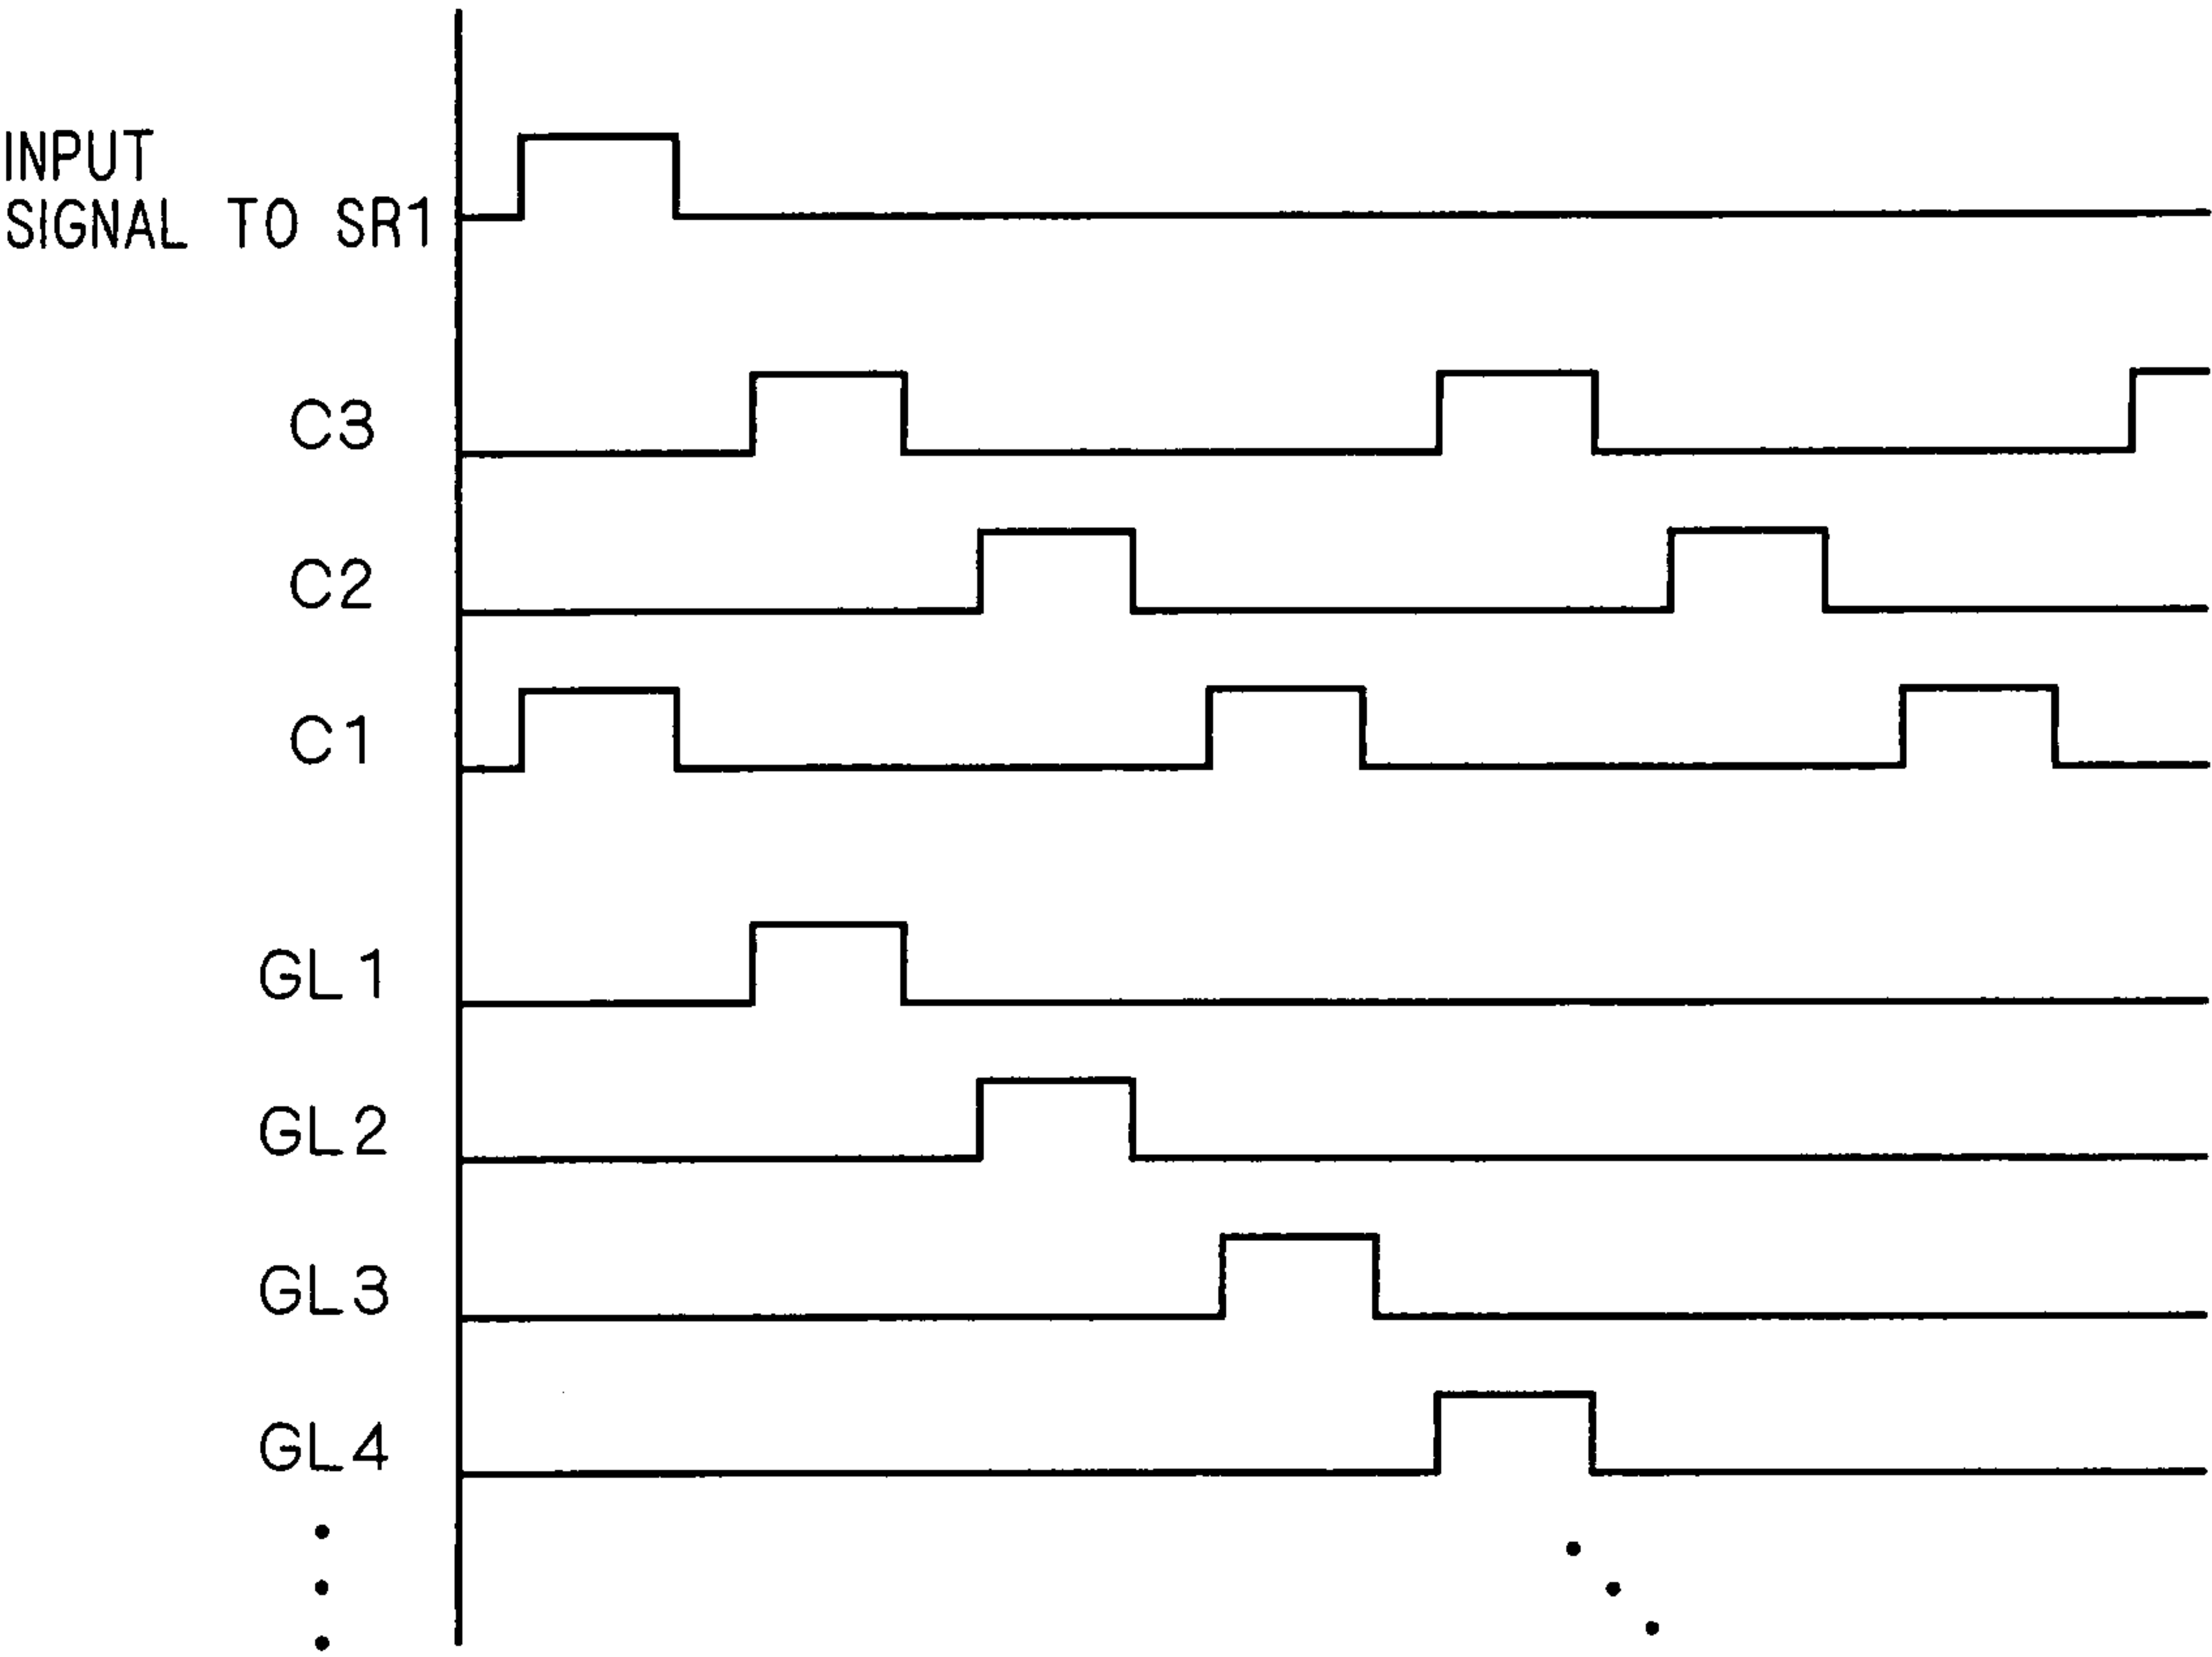 INPUT
SIGNAL TO SR1
C3
C2
C1
GL1
GL2
GL3
GL4